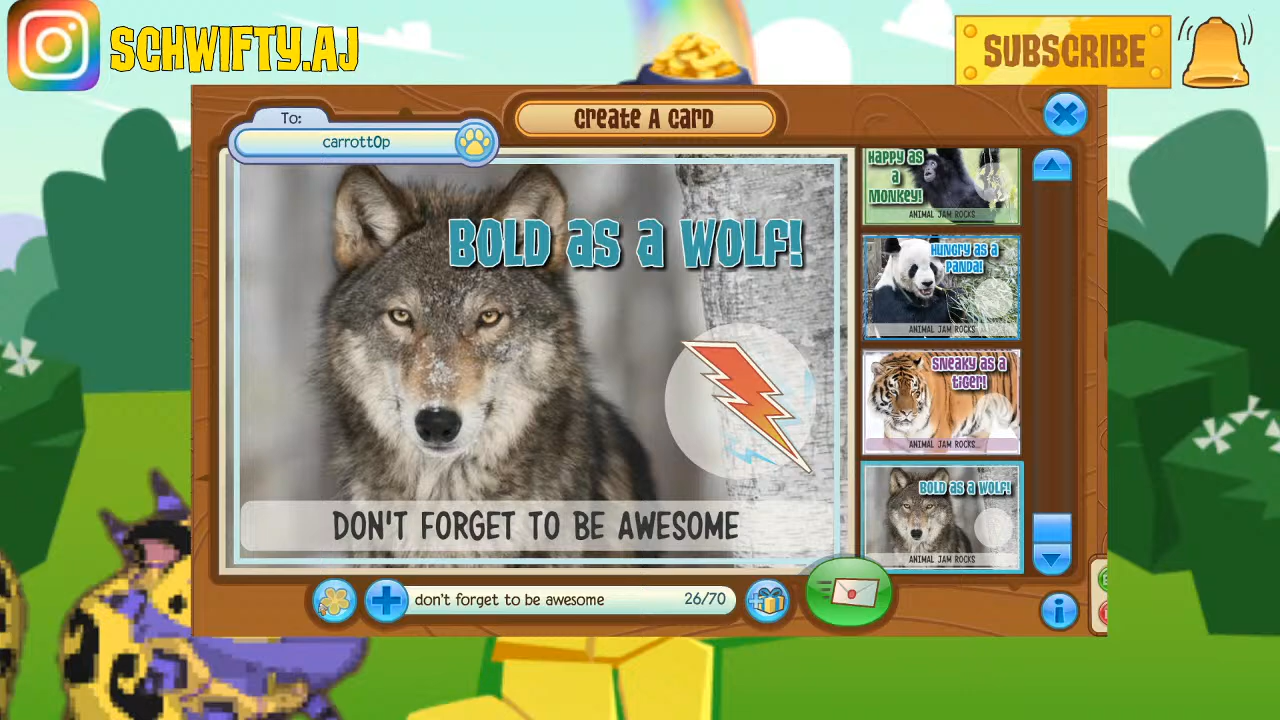 SCHWIFTY.AJ
SUBSCRIBE
To:
carrott0p
CREATE A CARD
BOLD AS A WOLF!
DON'T FORGET TO BE AWESOME
HAPPY AS
A
MONKEY!
ANIMAL JAM ROCKS
HUNGRY AS A
PANDA!
ANIMAL JAM ROCKS
SNEAKY AS A
TIGER!
ANIMAL JAM ROCKS
BOLD AS A WOLF!
ANIMAL JAM ROCKS
don't forget to be awesome 26/70